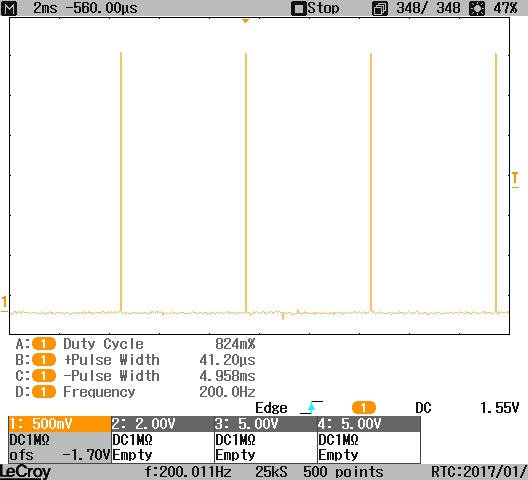 M 2ms -560.00µs Stop 348/ 348 47%
T
1
A: 1 Duty Cycle 824m%
B: 1 +Pulse Width 41.20µs
C: 1 -Pulse Width 4.958ms
D: 1 Frequency 200.0Hz
Edge 1 DC 1.55V
1: 500mV 2: 2.00V 3: 5.00V 4: 5.00V
DC1MΩ DC1MΩ DC1MΩ DC1MΩ
ofs -1.70V Empty Empty Empty
LeCroy f:200.011Hz 25kS 500 points RTC:2017/01/